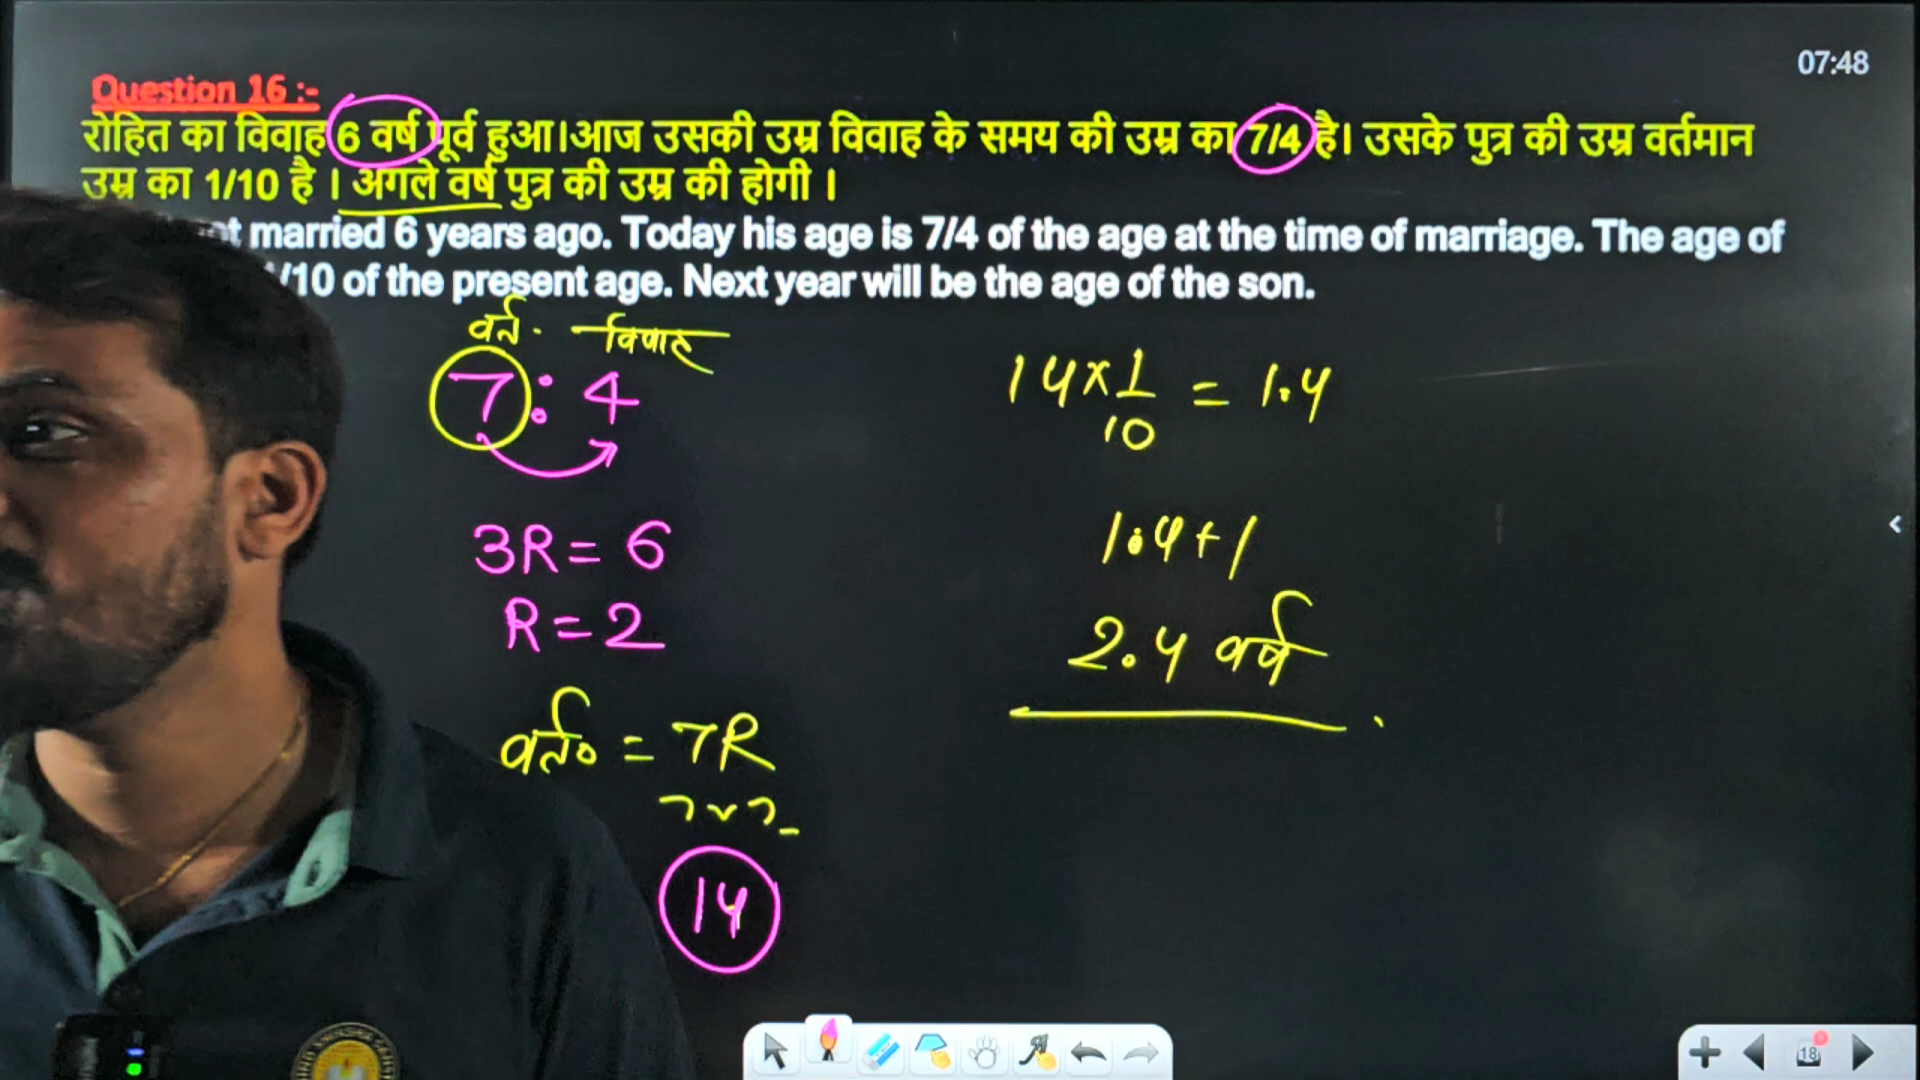 07:48
Question 16 :-
रोहित का विवाह 6 वर्ष पूर्व हुआ।आज उसकी उम्र विवाह के समय की उम्र का 7/4 है। उसके पुत्र की उम्र वर्तमान
उम्र का 1/10 है । अगले वर्ष पुत्र की उम्र की होगी ।
married 6 years ago. Today his age is 7/4 of the age at the time of marriage. The age of
/10 of the present age. Next year will be the age of the son.
वर्त. विवाह
7 : 4
3R = 6
R = 2
वर्त० = 7R
14
14 × 1/10 = 1.4
1.4 + 1
2.4 वर्ष
18